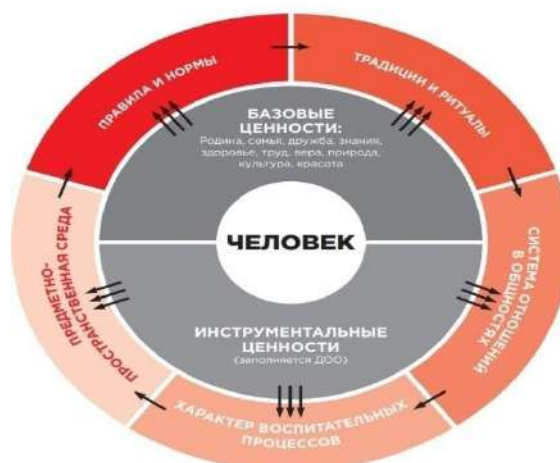 ПРАВИЛА И НОРМЫ
ТРАДИЦИИ И РИТУАЛЫ
БАЗОВЫЕ
ЦЕННОСТИ:
Родина, семья, дружба, знания,
здоровье, труд, вера, природа,
культура, красота
ЧЕЛОВЕК
СИСТЕМА ОТНОШЕНИЙ
В ОБЩНОСТЯХ
ПРЕДМЕТНО-
ПРОСТРАНСТВЕННАЯ СРЕДА
ИНСТРУМЕНТАЛЬНЫЕ
ЦЕННОСТИ
(заполняется ДОО)
ХАРАКТЕР ВОСПИТАТЕЛЬНЫХ
ПРОЦЕССОВ